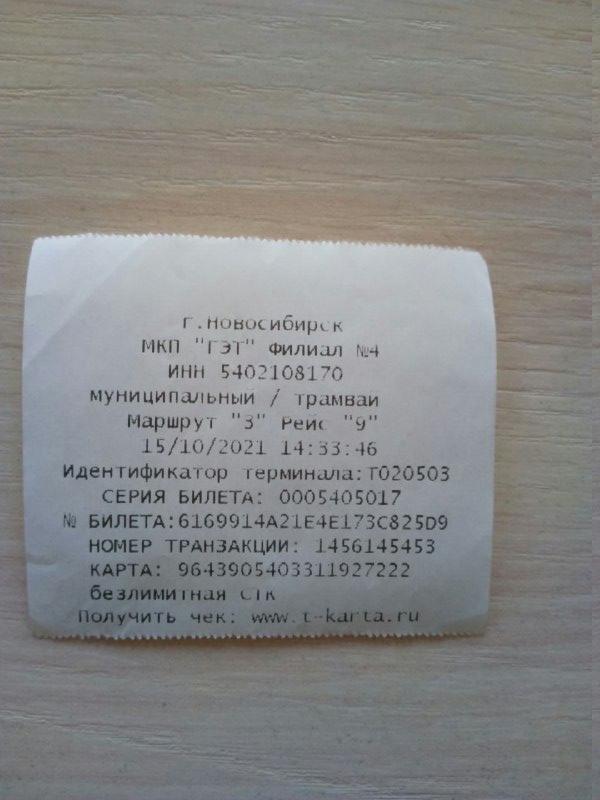 г.Новосибирск
МКП "ГЭТ" Филиал №4
ИНН 5402108170
муниципальный / трамвай
Маршрут "3" Рейс "9"
15/10/2021 14:33:46
Идентификатор терминала:T020503
СЕРИЯ БИЛЕТА: 0005405017
№ БИЛЕТА:6169914A21E4E173C825D9
НОМЕР ТРАНЗАКЦИИ: 1456145453
КАРТА: 9643905403311927222
безлимитная СТК
Получить чек: www.t-karta.ru